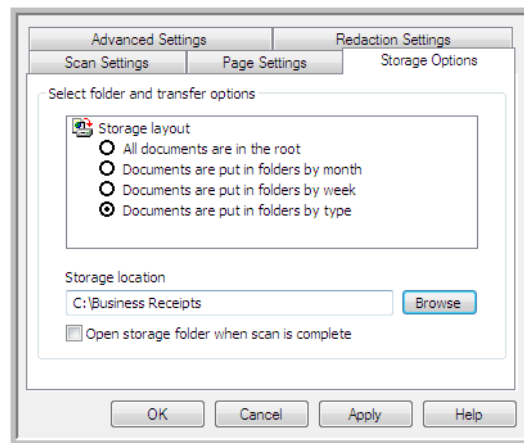 Advanced Settings Redaction Settings
Scan Settings Page Settings Storage Options
Select folder and transfer options
Storage layout
All documents are in the root
Documents are put in folders by month
Documents are put in folders by week
Documents are put in folders by type
Storage location
C:\Business Receipts Browse
Open storage folder when scan is complete
OK Cancel Apply Help